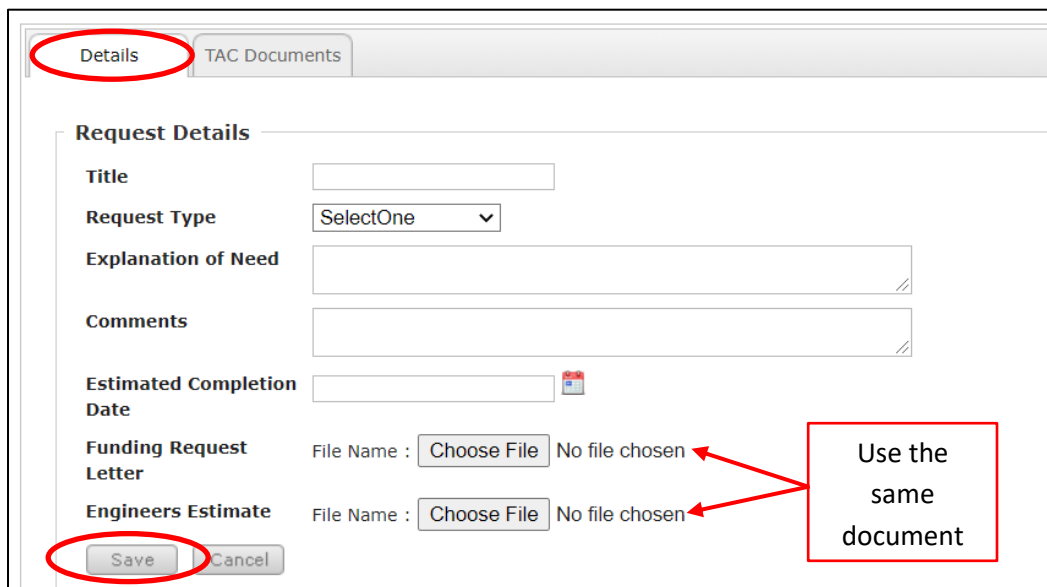 Details TAC Documents
Request Details
Title
Request Type SelectOne
Explanation of Need
Comments
Estimated Completion
Date
Funding Request
Letter
File Name : Choose File No file chosen
Engineers Estimate File Name : Choose File No file chosen
Use the
same
document
Save Cancel